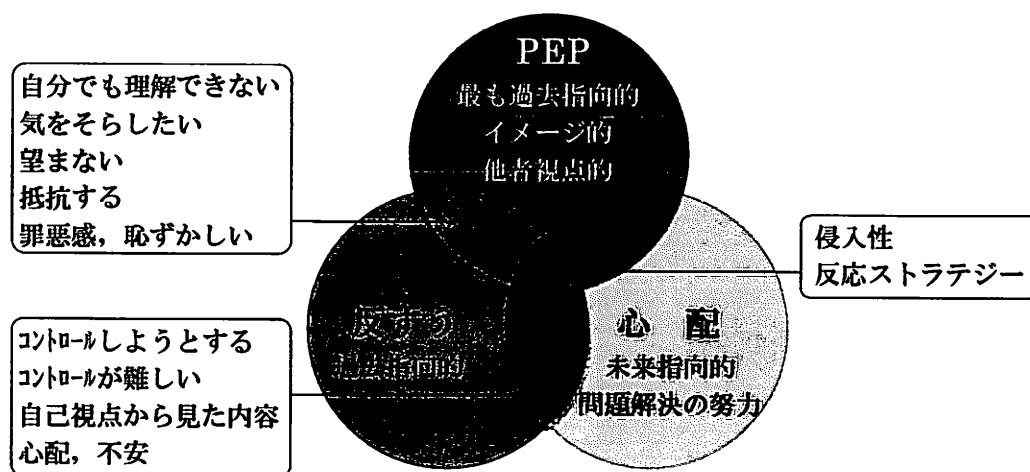 PEP
最も過去指向的
イメージ的
他者視点的
自分でも理解できない
気をそらしたい
望まない
抵抗する
罪悪感，恥ずかしい
侵入性
反応ストラテジー
反すう
過去指向的
心 配
未来指向的
問題解決の努力
コントロールしようとする
コントロールが難しい
自己視点から見た内容
心配，不安